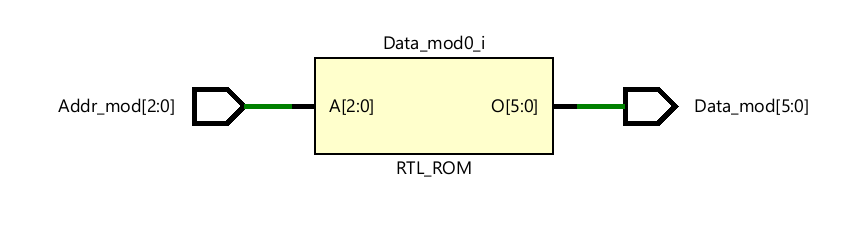 Data_mod0_i
Addr_mod[2:0]
A[2:0]
O[5:0]
Data_mod[5:0]
RTL_ROM